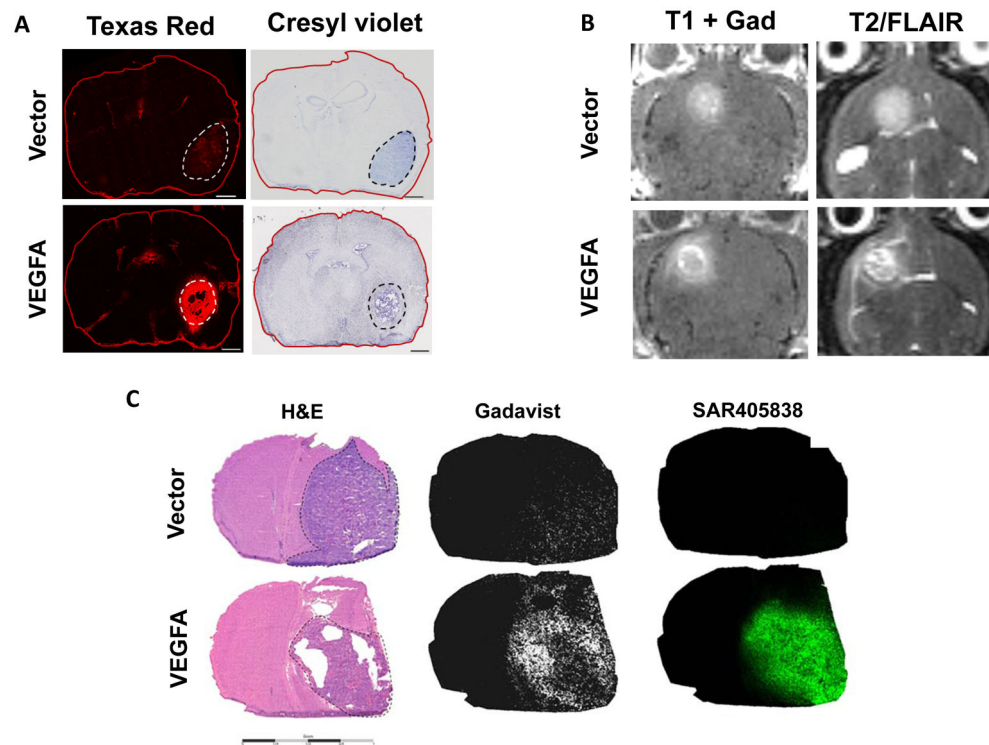 A
Texas Red
Cresyl violet
Vector
VEGFA
B
T1 + Gad
T2/FLAIR
Vector
VEGFA
C
H&E
Gadavist
SAR405838
Vector
VEGFA